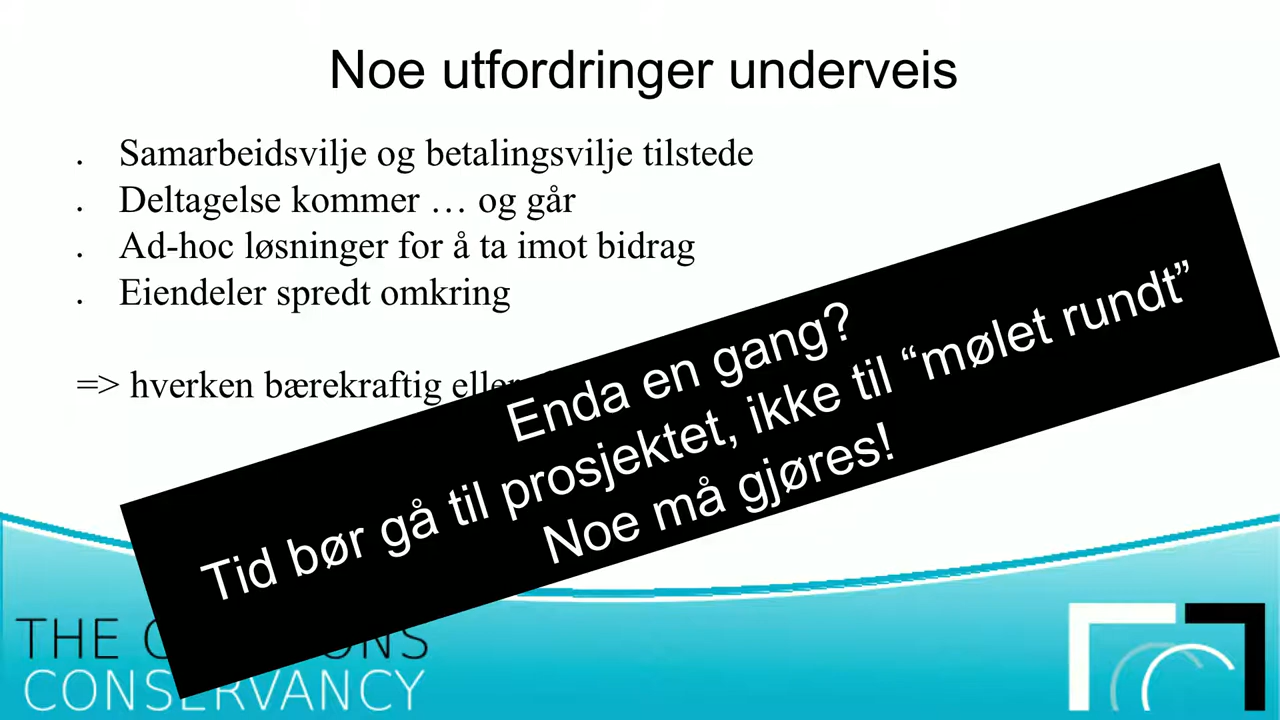 Noe utfordringer underveis
. Samarbeidsvilje og betalingsvilje tilstede
. Deltagelse kommer … og går
. Ad-hoc løsninger for å ta imot bidrag
. Eiendeler spredt omkring
=> hverken bærekraftig eller
Enda en gang?
Tid bør gå til prosjektet, ikke til “mølet rundt”
Noe må gjøres!
THE
CONSERVANCY